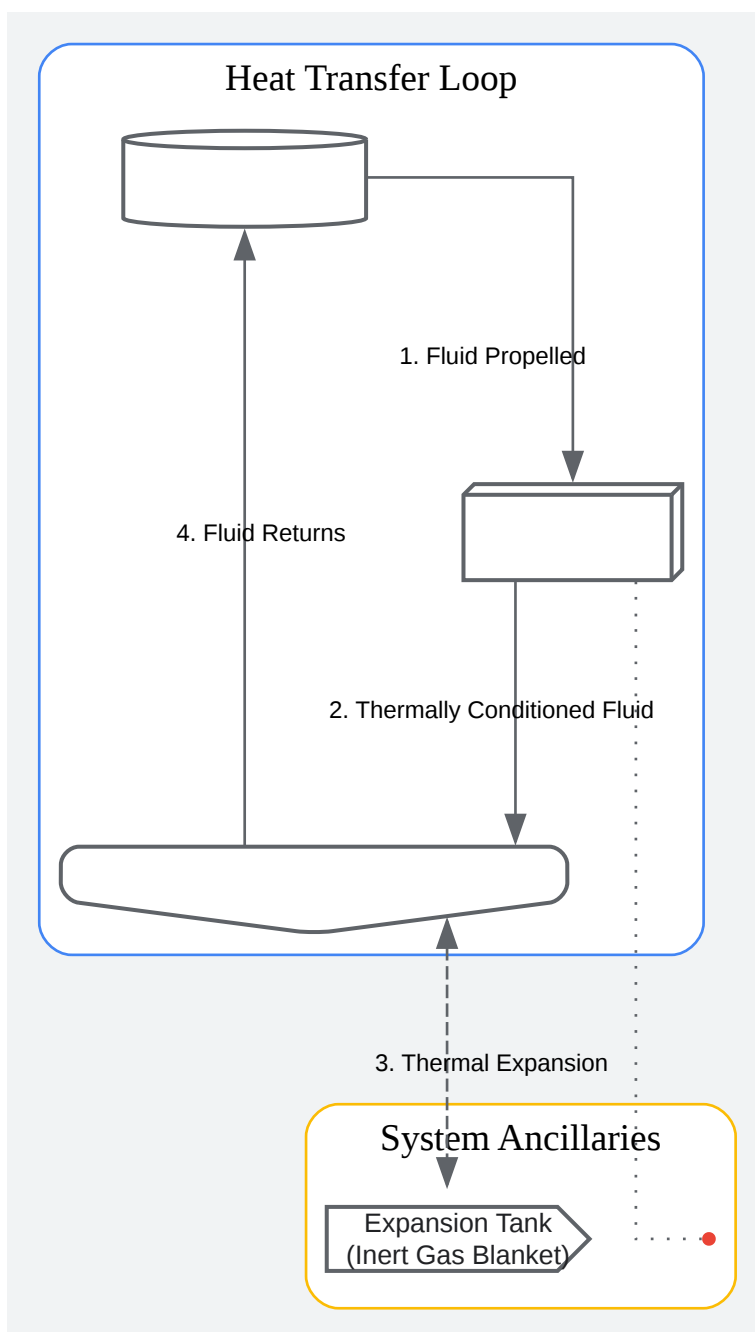 Heat Transfer Loop
1. Fluid Propelled
4. Fluid Returns
2. Thermally Conditioned Fluid
3. Thermal Expansion
System Ancillaries
Expansion Tank
(Inert Gas Blanket)